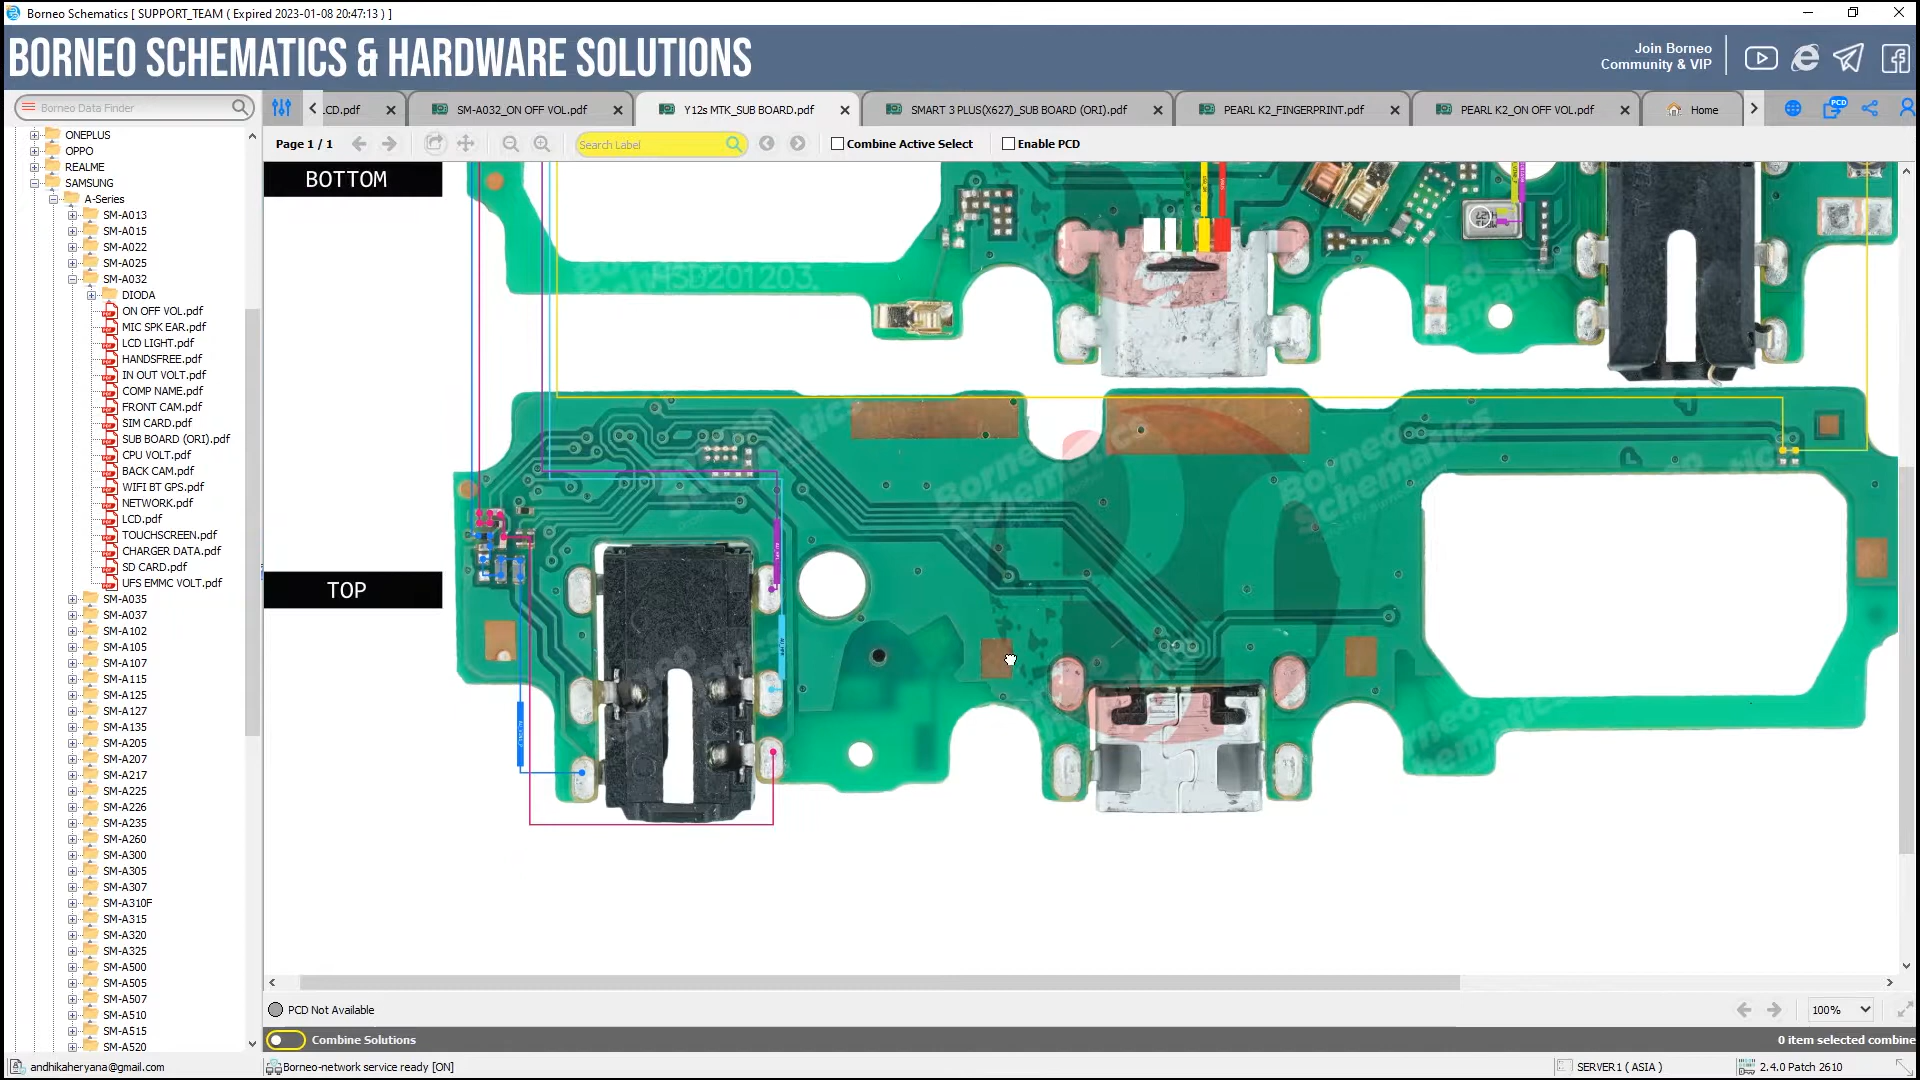 Borneo Schematics [ SUPPORT_TEAM ( Expired 2023-01-08 20:47:13 ) ]
BORNEO SCHEMATICS & HARDWARE SOLUTIONS
Join Borneo
Community & VIP
Borneo Data Finder
.CD.pdf
SM-A032_ON OFF VOL.pdf
Y12s MTK_SUB BOARD.pdf
SMART 3 PLUS(X627)_SUB BOARD (ORI).pdf
PEARL K2_FINGERPRINT.pdf
PEARL K2_ON OFF VOL.pdf
Home
PCD
Page 1 / 1
Search Label
Combine Active Select
Enable PCD
ONEPLUS
OPPO
REALME
SAMSUNG
A-Series
SM-A013
SM-A015
SM-A022
SM-A025
SM-A032
DIODA
ON OFF VOL.pdf
MIC SPK EAR.pdf
LCD LIGHT.pdf
HANDSFREE.pdf
IN OUT VOLT.pdf
COMP NAME.pdf
FRONT CAM.pdf
SIM CARD.pdf
SUB BOARD (ORI).pdf
CPU VOLT.pdf
BACK CAM.pdf
WIFI BT GPS.pdf
NETWORK.pdf
LCD.pdf
TOUCHSCREEN.pdf
CHARGER DATA.pdf
SD CARD.pdf
UFS EMMC VOLT.pdf
SM-A035
SM-A037
SM-A102
SM-A105
SM-A107
SM-A115
SM-A125
SM-A127
SM-A135
SM-A205
SM-A207
SM-A217
SM-A225
SM-A226
SM-A235
SM-A260
SM-A300
SM-A305
SM-A307
SM-A310F
SM-A315
SM-A320
SM-A325
SM-A500
SM-A505
SM-A507
SM-A510
SM-A515
SM-A520
BOTTOM
HSD201203
TOP
Borneo
Schematics
Borneo
Schematics
Borneo
Schematics
PCD Not Available
100%
Combine Solutions
0 item selected combine
andhikaheryana@gmail.com
Borneo-network service ready [ON]
SERVER1 ( ASIA )
2.4.0 Patch 2610